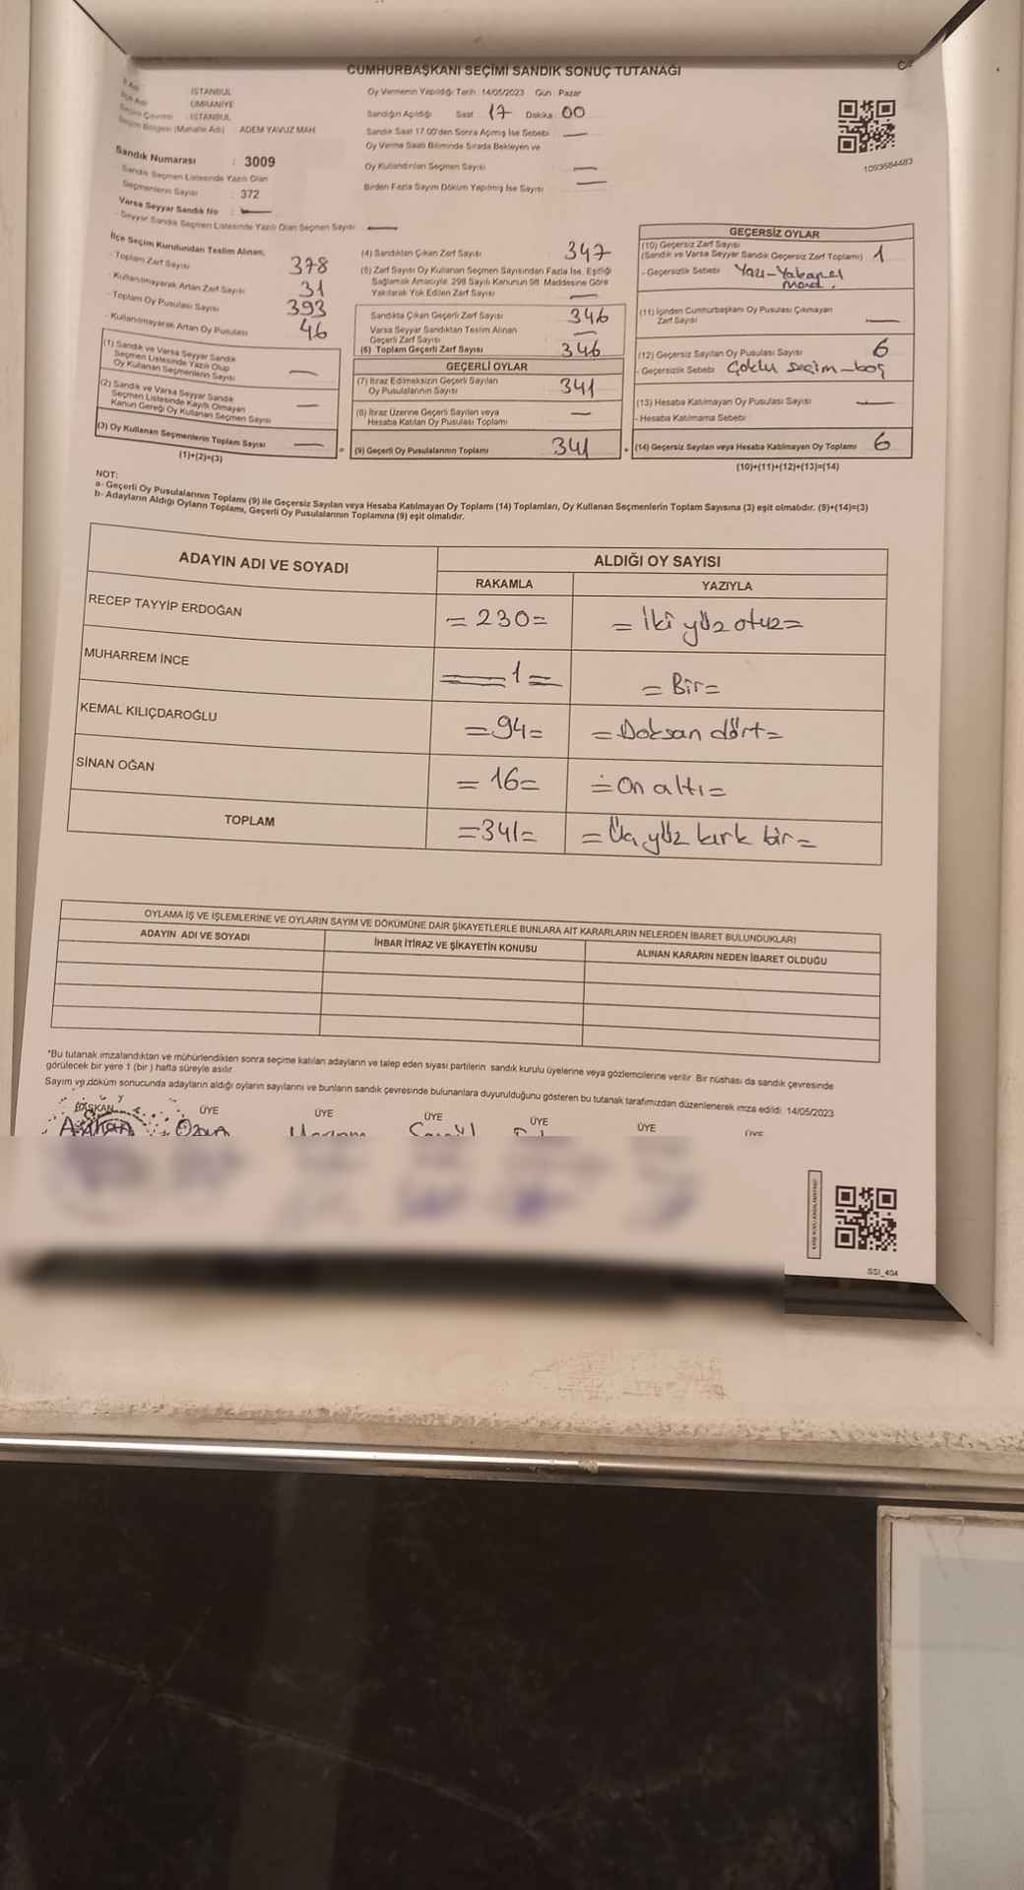 CUMHURBAŞKANI SEÇİMİ SANDIK SONUÇ TUTANAĞI
İSTANBUL
ÜMRANİYE
İSTANBUL
(Mahalle Adı) ADEM YAVUZ MAH.
Sandık Numarası : 3009
Sandık Seçmen Listesinde Yazılı Olan
Seçmenlerin Sayısı : 372
Varsa Seyyar Sandık No : —
- Seyyar Sandık Seçmen Listesinde Yazılı Olan Seçmen Sayısı —
Oy Vermenin Yapıldığı Tarih : 14/05/2023 Gün : Pazar
Sandığın Açıldığı Saat : 17 Dakika : 00
Sandık Saat 17.00'den Sonra Açılmış İse Sebebi —
Oy Verme Saati Bitiminde Sırada Bekleyen ve
Oy Kullandırılan Seçmen Sayısı —
Birden Fazla Sayım Döküm Yapılmış İse Sayısı —
1093684483
İlçe Seçim Kurulundan Teslim Alınan;
- Toplam Zarf Sayısı 378
- Kullanılmayarak Artan Zarf Sayısı 31
- Toplam Oy Pusulası Sayısı 393
- Kullanılmayarak Artan Oy Pusulası 46
(1) Sandık ve Varsa Seyyar Sandık
Seçmen Listesinde Yazılı Olup
Oy Kullanan Seçmenlerin Sayısı —
(2) Sandık ve Varsa Seyyar Sandık
Seçmen Listesinde Kayıtlı Olmayan
Kanun Gereği Oy Kullanan Seçmen Sayısı —
(3) Oy Kullanan Seçmenlerin Toplam Sayısı —
(1)+(2)=(3)
(4) Sandıktan Çıkan Zarf Sayısı 347
(5) Zarf Sayısı Oy Kullanan Seçmen Sayısından Fazla İse, Eşitliği
Sağlamak Amacıyla 298 Sayılı Kanunun 98. Maddesine Göre
Yakılarak Yok Edilen Zarf Sayısı —
Sandıkta Çıkan Geçerli Zarf Sayısı 346
Varsa Seyyar Sandıktan Teslim Alınan
Geçerli Zarf Sayısı —
(6) Toplam Geçerli Zarf Sayısı 346
GEÇERLİ OYLAR
(7) İtiraz Edilmeksizin Geçerli Sayılan
Oy Pusulalarının Sayısı 341
(8) İtiraz Üzerine Geçerli Sayılan veya
Hesaba Katılan Oy Pusulası Toplamı —
(9) Geçerli Oy Pusulalarının Toplamı 341
GEÇERSİZ OYLAR
(10) Geçersiz Zarf Sayısı
(Sandık ve Varsa Seyyar Sandık Geçersiz Zarf Toplamı) 1
- Geçersizlik Sebebi
(11) İçinden Cumhurbaşkanı Oy Pusulası Çıkmayan
Zarf Sayısı —
(12) Geçersiz Sayılan Oy Pusulası Sayısı 6
- Geçersizlik Sebebi Çoklu seçim - boş
(13) Hesaba Katılmayan Oy Pusulası Sayısı —
- Hesaba Katılmama Sebebi
(14) Geçersiz Sayılan veya Hesaba Katılmayan Oy Toplamı 6
(10)+(11)+(12)+(13)=(14)
NOT:
a- Geçerli Oy Pusulalarının Toplamı (9) ile Geçersiz Sayılan veya Hesaba Katılmayan Oy Toplamı (14) Toplamları, Oy Kullanan Seçmenlerin Toplam Sayısına (3) eşit olmalıdır. (9)+(14)=(3)
b- Adayların Aldığı Oyların Toplamı, Geçerli Oy Pusulalarının Toplamına (9) eşit olmalıdır.
ADAYIN ADI VE SOYADI ALDIĞI OY SAYISI
RAKAMLA YAZIYLA
RECEP TAYYİP ERDOĞAN = 230 = = İki yüz otuz =
MUHARREM İNCE = 1 = = Bir =
KEMAL KILIÇDAROĞLU = 94 = = Doksan dört =
SİNAN OĞAN = 16 = = On altı =
TOPLAM = 341 = = Üç yüz kırk bir =
OYLAMA İŞ VE İŞLEMLERİNE VE OYLARIN SAYIM VE DÖKÜMÜNE DAİR ŞİKAYETLERLE BUNLARA AİT KARARLARIN NELERDEN İBARET BULUNDUKLARI
ADAYIN ADI VE SOYADI İHBAR İTİRAZ VE ŞİKAYETİN KONUSU ALINAN KARARIN NEDEN İBARET OLDUĞU
*Bu tutanak imzalandıktan ve mühürlendikten sonra seçime katılan adayların ve talep eden siyasi partilerin sandık kurulu üyelerine veya gözlemcilerine verilir. Bir nüshası da sandık çevresinde
görülecek bir yere 1 (bir) hafta süreyle asılır.
Sayım ve döküm sonucunda adayların aldığı oyların sayılarını ve bunların sandık çevresinde bulunanlara duyurulduğunu gösteren bu tutanak tarafımızdan düzenlenerek imza edildi. 14/05/2023
BAŞKAN ÜYE ÜYE ÜYE ÜYE ÜYE ÜYE
SSI_404